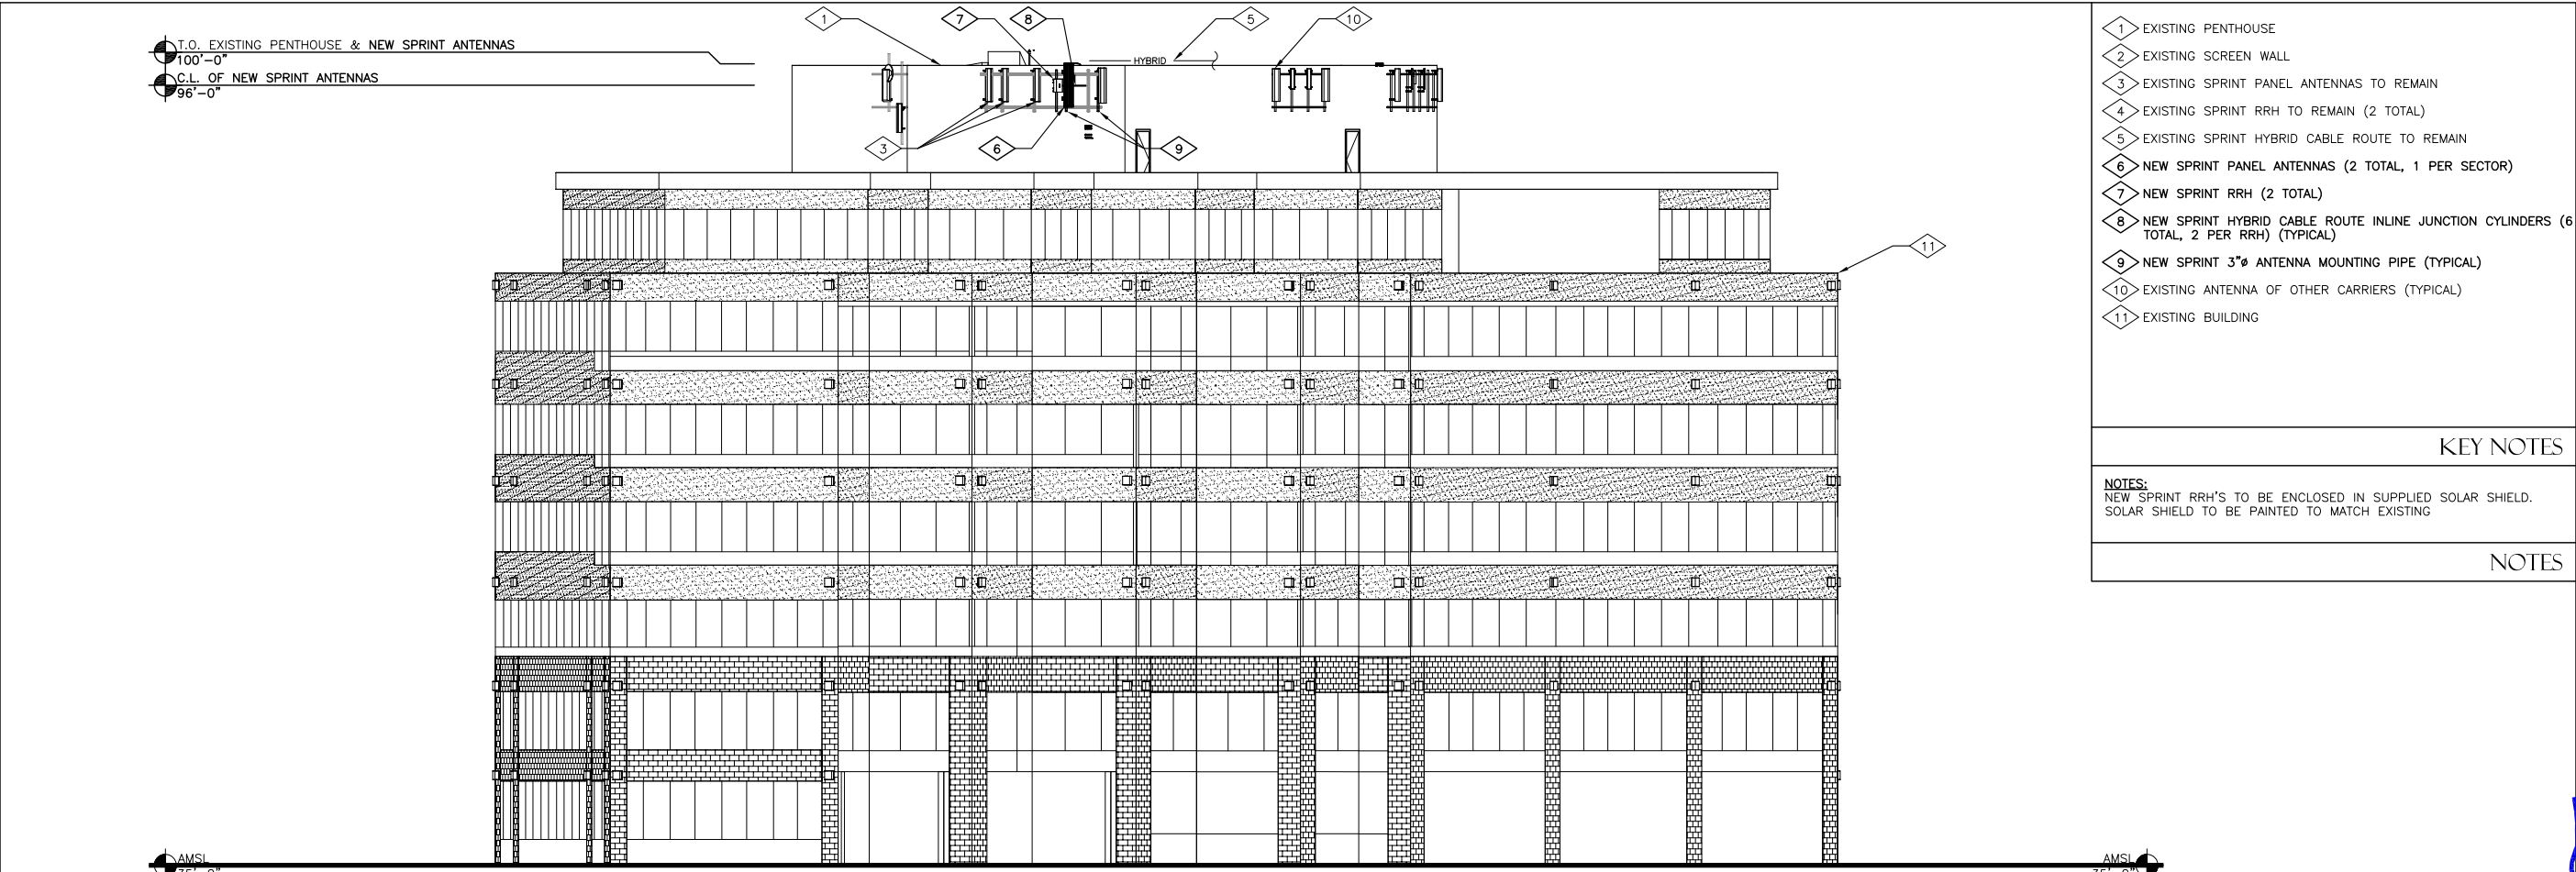 T.O. EXISTING PENTHOUSE & NEW SPRINT ANTENNAS
100'-0"
C.L. OF NEW SPRINT ANTENNAS
96'-0"
1
7
8
5
10
HYBRID
3
6
9
11
AMSL
AMSL
1 EXISTING PENTHOUSE
2 EXISTING SCREEN WALL
3 EXISTING SPRINT PANEL ANTENNAS TO REMAIN
4 EXISTING SPRINT RRH TO REMAIN (2 TOTAL)
5 EXISTING SPRINT HYBRID CABLE ROUTE TO REMAIN
6 NEW SPRINT PANEL ANTENNAS (2 TOTAL, 1 PER SECTOR)
7 NEW SPRINT RRH (2 TOTAL)
8 NEW SPRINT HYBRID CABLE ROUTE INLINE JUNCTION CYLINDERS (6
TOTAL, 2 PER RRH) (TYPICAL)
9 NEW SPRINT 3"ø ANTENNA MOUNTING PIPE (TYPICAL)
10 EXISTING ANTENNA OF OTHER CARRIERS (TYPICAL)
11 EXISTING BUILDING
KEY NOTES
NOTES:
NEW SPRINT RRH'S TO BE ENCLOSED IN SUPPLIED SOLAR SHIELD.
SOLAR SHIELD TO BE PAINTED TO MATCH EXISTING
NOTES